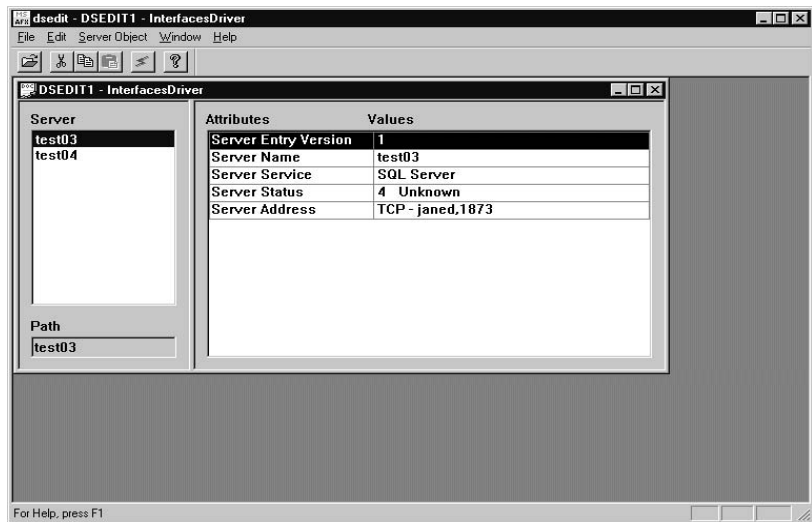 MS AFX dsedit - DSEDIT1 - InterfacesDriver
File Edit Server Object Window Help
DSEDIT1 - InterfacesDriver
Server
test03
test04
Path
test03
Attributes Values
Server Entry Version 1
Server Name test03
Server Service SQL Server
Server Status 4 Unknown
Server Address TCP - janed,1873
For Help, press F1